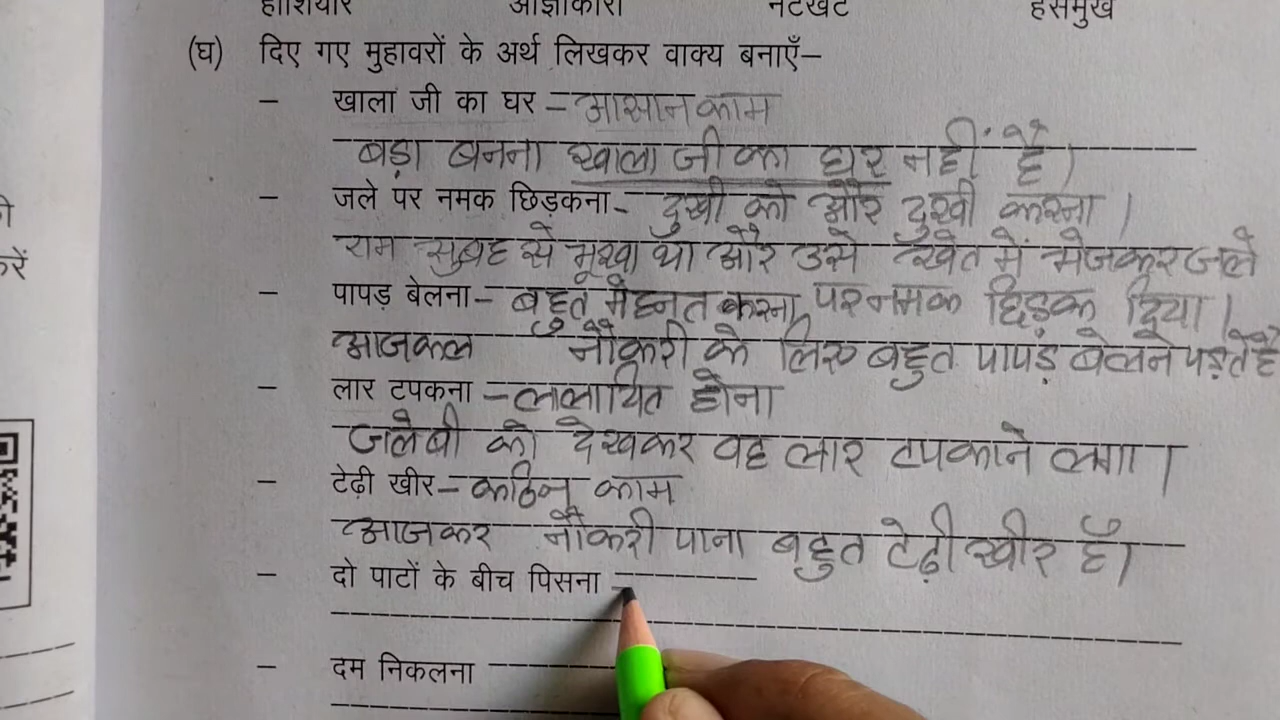 होशियार आज्ञाकारी नटखट हँसमुख
(घ) दिए गए मुहावरों के अर्थ लिखकर वाक्य बनाएँ–
– खाला जी का घर – आसान काम
बड़ा बनना खाला जी का घर नहीं है।
– जले पर नमक छिड़कना – दुखी को और दुखी करना।
राम सुबह से भूखा था और उसे खेत में भेजकर जले
– पापड़ बेलना – बहुत मेहनत करना, पर नमक छिड़क दिया।
आजकल नौकरी के लिए बहुत पापड़ बेलने पड़ते है
– लार टपकना – ललायित होना
जलेबी को देखकर वह लार टपकाने लगा।
– टेढ़ी खीर – कठिन काम
आजकर नौकरी पाना बहुत टेढ़ी खीर हैं।
– दो पाटों के बीच पिसना
– दम निकलना